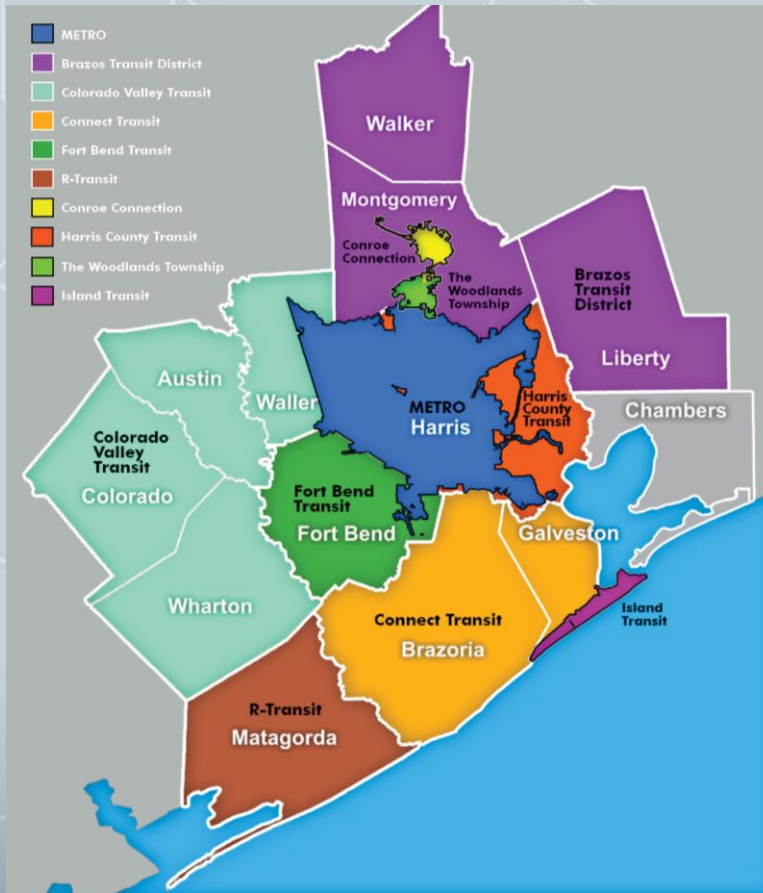 METRO
Brazos Transit District
Colorado Valley Transit
Connect Transit
Fort Bend Transit
R-Transit
Conroe Connection
Harris County Transit
The Woodlands Township
Island Transit
Walker
Montgomery
Conroe
Connection
The
Woodlands
Township
Brazos
Transit
District
Liberty
Austin
Waller
METRO
Harris
Harris
County
Transit
Chambers
Colorado
Valley
Transit
Colorado
Fort Bend
Transit
Fort Bend
Galveston
Wharton
Connect Transit
Brazoria
Island
Transit
R-Transit
Matagorda